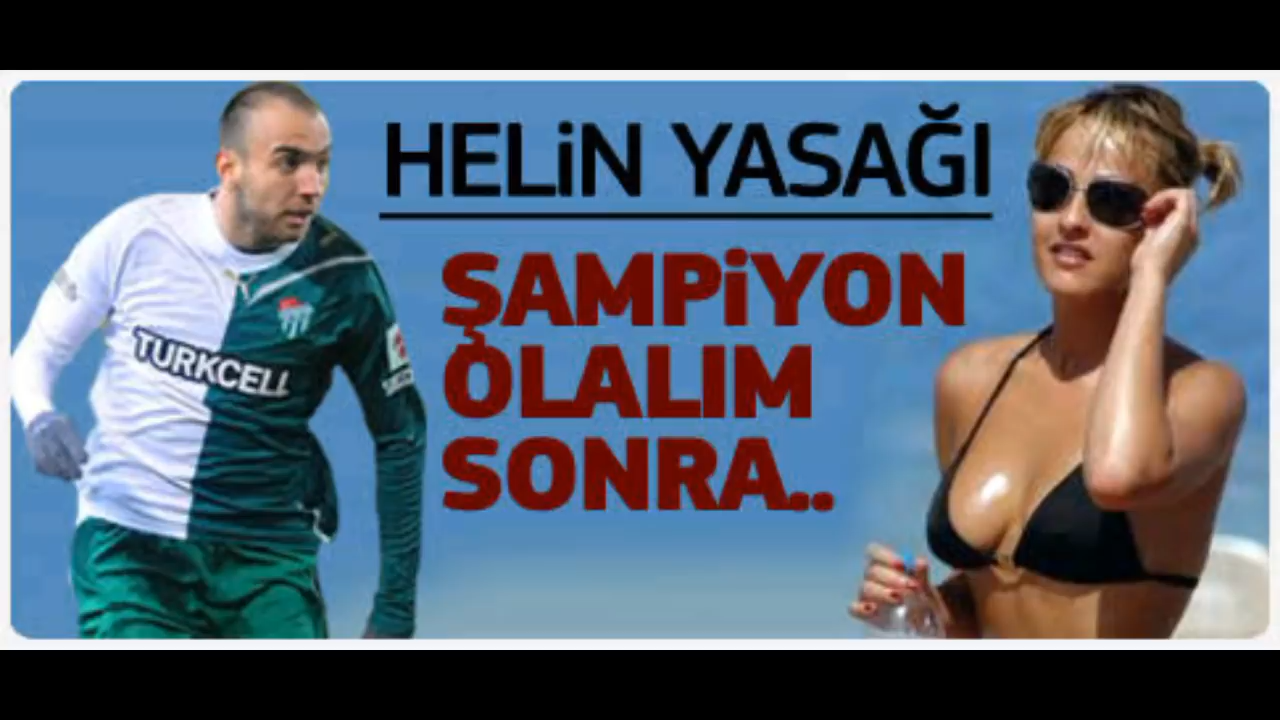 HELiN YASAĞI
ŞAMPiYON
OLALIM
SONRA..
TURKCELL